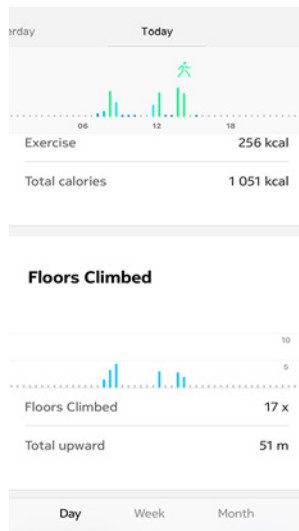 erday Today
06 12 18
Exercise 256 kcal
Total calories 1 051 kcal
Floors Climbed
10
5
Floors Climbed 17 x
Total upward 51 m
Day Week Month